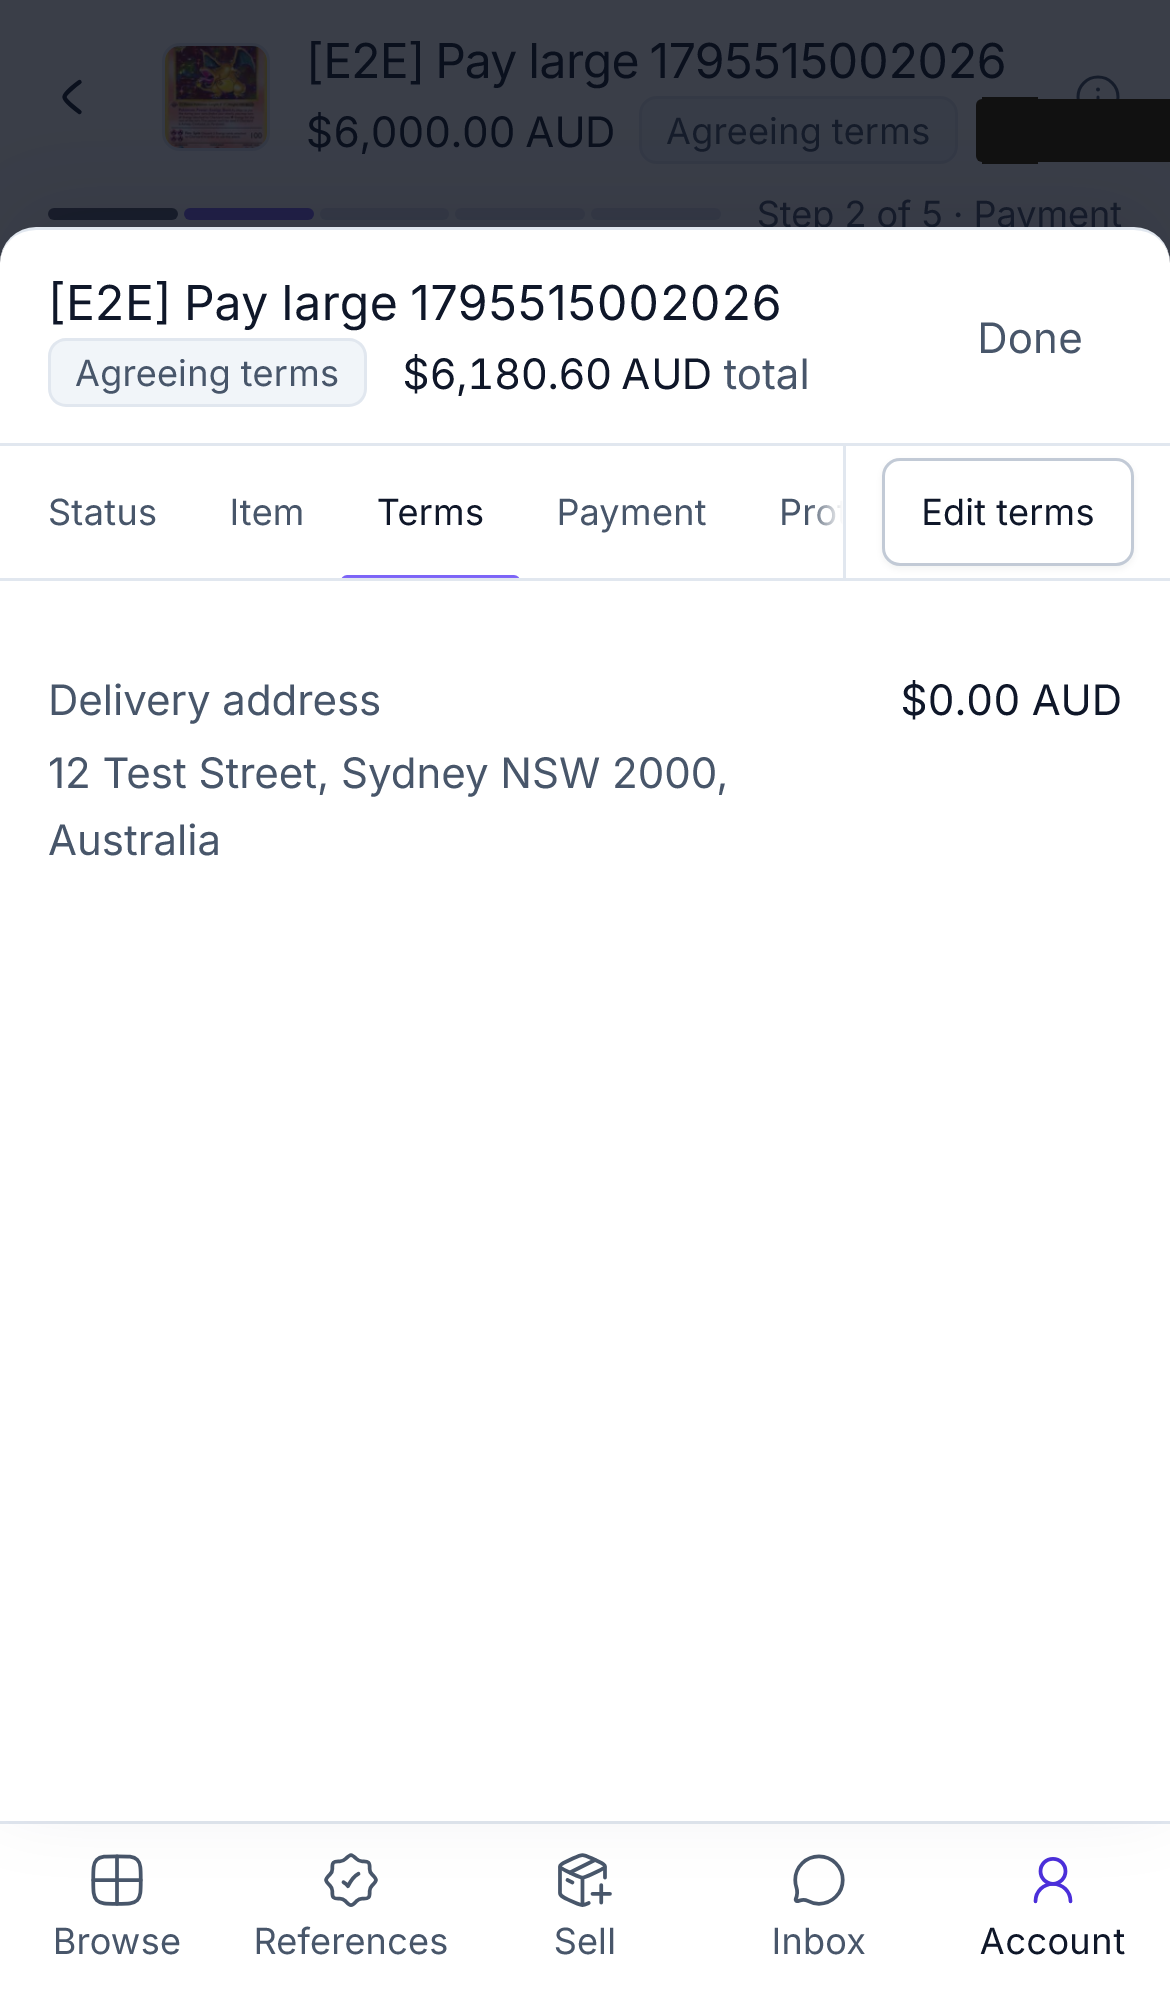 [E2E] Pay large 1795515002026
$6,000.00 AUD Agreeing terms
Step 2 of 5 · Payment
[E2E] Pay large 1795515002026
Agreeing terms $6,180.60 AUD total
Done
Status Item Terms Payment Pro Edit terms
Delivery address $0.00 AUD
12 Test Street, Sydney NSW 2000,
Australia
Browse References Sell Inbox Account